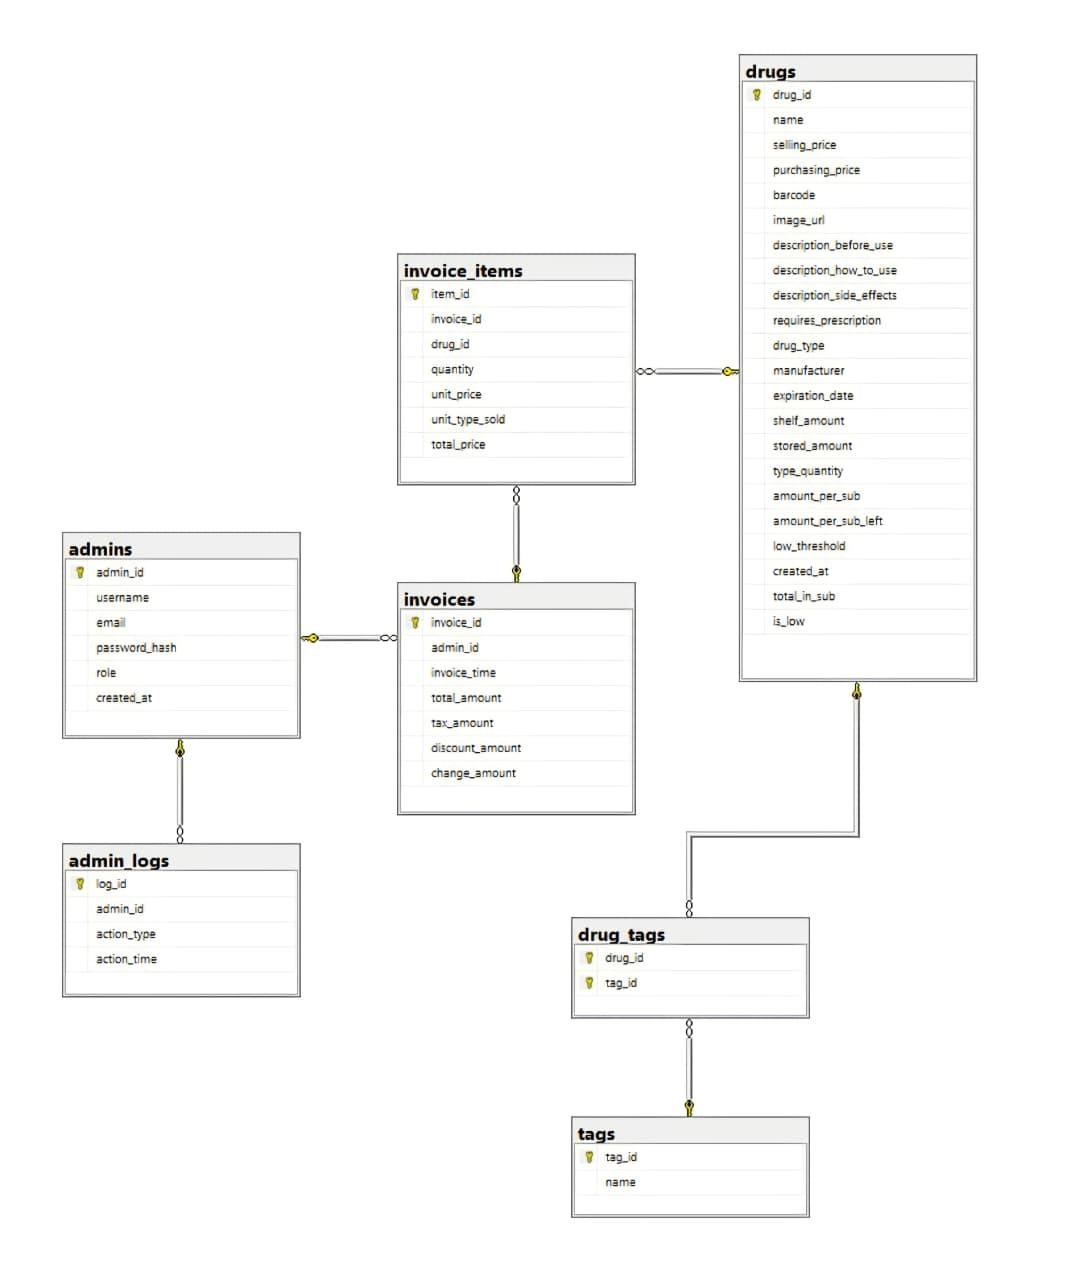 drugs
drug_id
name
selling_price
purchasing_price
barcode
image_url
description_before_use
description_how_to_use
description_side_effects
requires_prescription
drug_type
manufacturer
expiration_date
shelf_amount
stored_amount
type_quantity
amount_per_sub
amount_per_sub_left
low_threshold
created_at
total_in_sub
is_low
invoice_items
item_id
invoice_id
drug_id
quantity
unit_price
unit_type_sold
total_price
admins
admin_id
username
email
password_hash
role
created_at
invoices
invoice_id
admin_id
invoice_time
total_amount
tax_amount
discount_amount
change_amount
admin_logs
log_id
admin_id
action_type
action_time
drug_tags
drug_id
tag_id
tags
tag_id
name